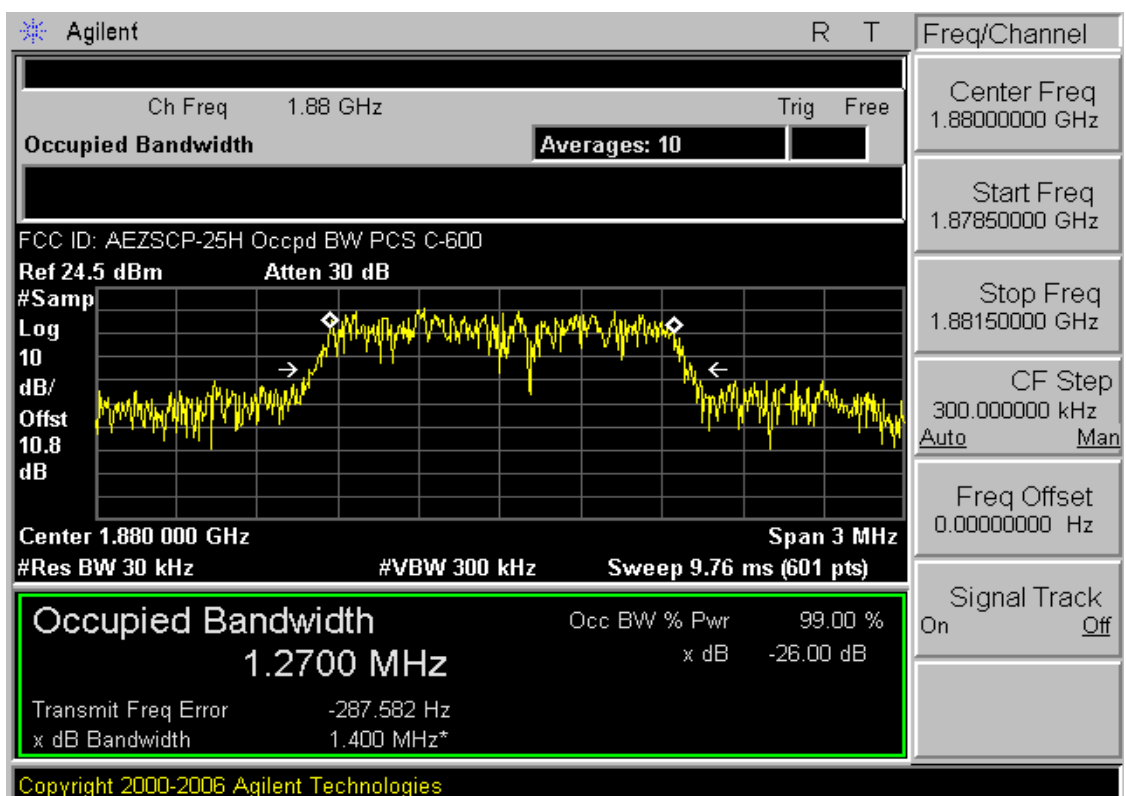 Agilent R T
Freq/Channel
Ch Freq 1.88 GHz Trig Free
Occupied Bandwidth Averages: 10
FCC ID: AEZSCP-25H Occpd BW PCS C-600
Ref 24.5 dBm Atten 30 dB
#Samp
Log
10
dB/
Offst
10.8
dB
Center 1.880 000 GHz Span 3 MHz
#Res BW 30 kHz #VBW 300 kHz Sweep 9.76 ms (601 pts)
Occupied Bandwidth
1.2700 MHz
Occ BW % Pwr 99.00 %
x dB -26.00 dB
Transmit Freq Error -287.582 Hz
x dB Bandwidth 1.400 MHz*
Copyright 2000-2006 Agilent Technologies
Center Freq
1.88000000 GHz
Start Freq
1.87850000 GHz
Stop Freq
1.88150000 GHz
CF Step
300.000000 kHz
Auto Man
Freq Offset
0.00000000 Hz
Signal Track
On Off